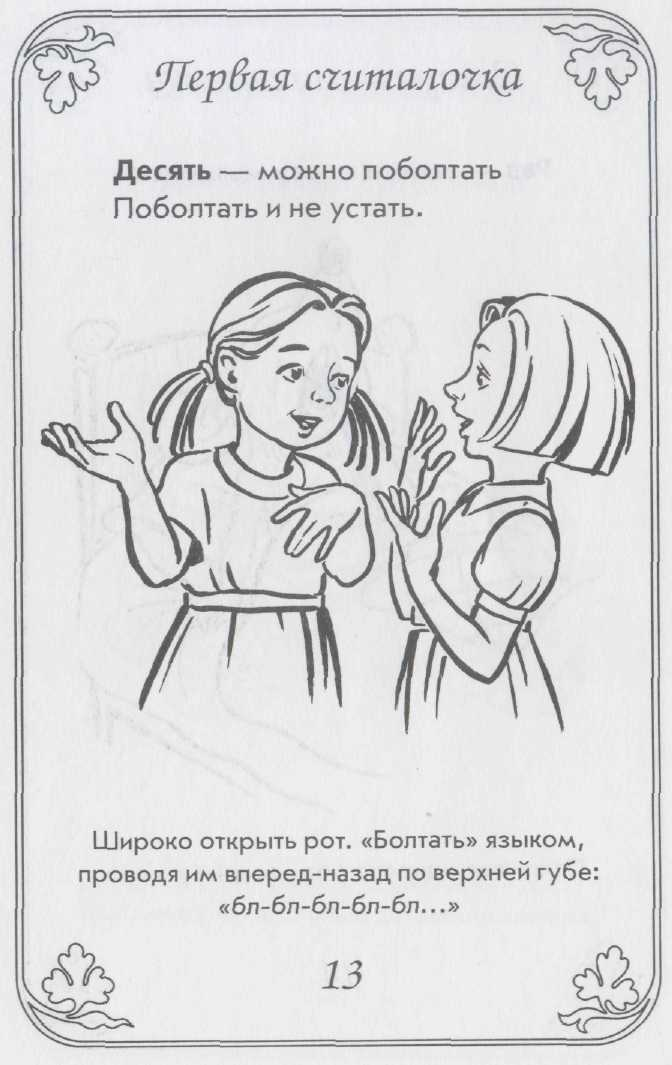 Первая считалочка
Десять — можно поболтать
Поболтать и не устать.
Широко открыть рот. «Болтать» языком,
проводя им вперед-назад по верхней губе:
«бл-бл-бл-бл-бл...»
13